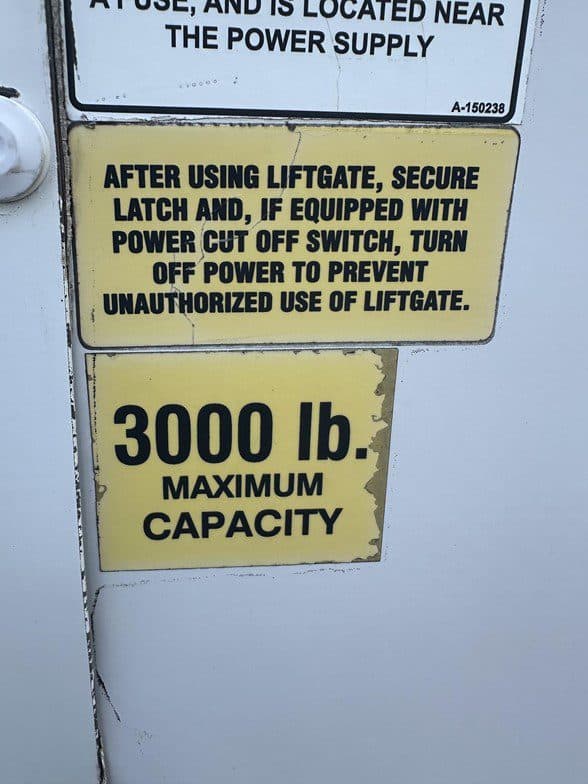 A FUSE, AND IS LOCATED NEAR
THE POWER SUPPLY
A-150238
AFTER USING LIFTGATE, SECURE
LATCH AND, IF EQUIPPED WITH
POWER CUT OFF SWITCH, TURN
OFF POWER TO PREVENT
UNAUTHORIZED USE OF LIFTGATE.
3000 lb.
MAXIMUM
CAPACITY